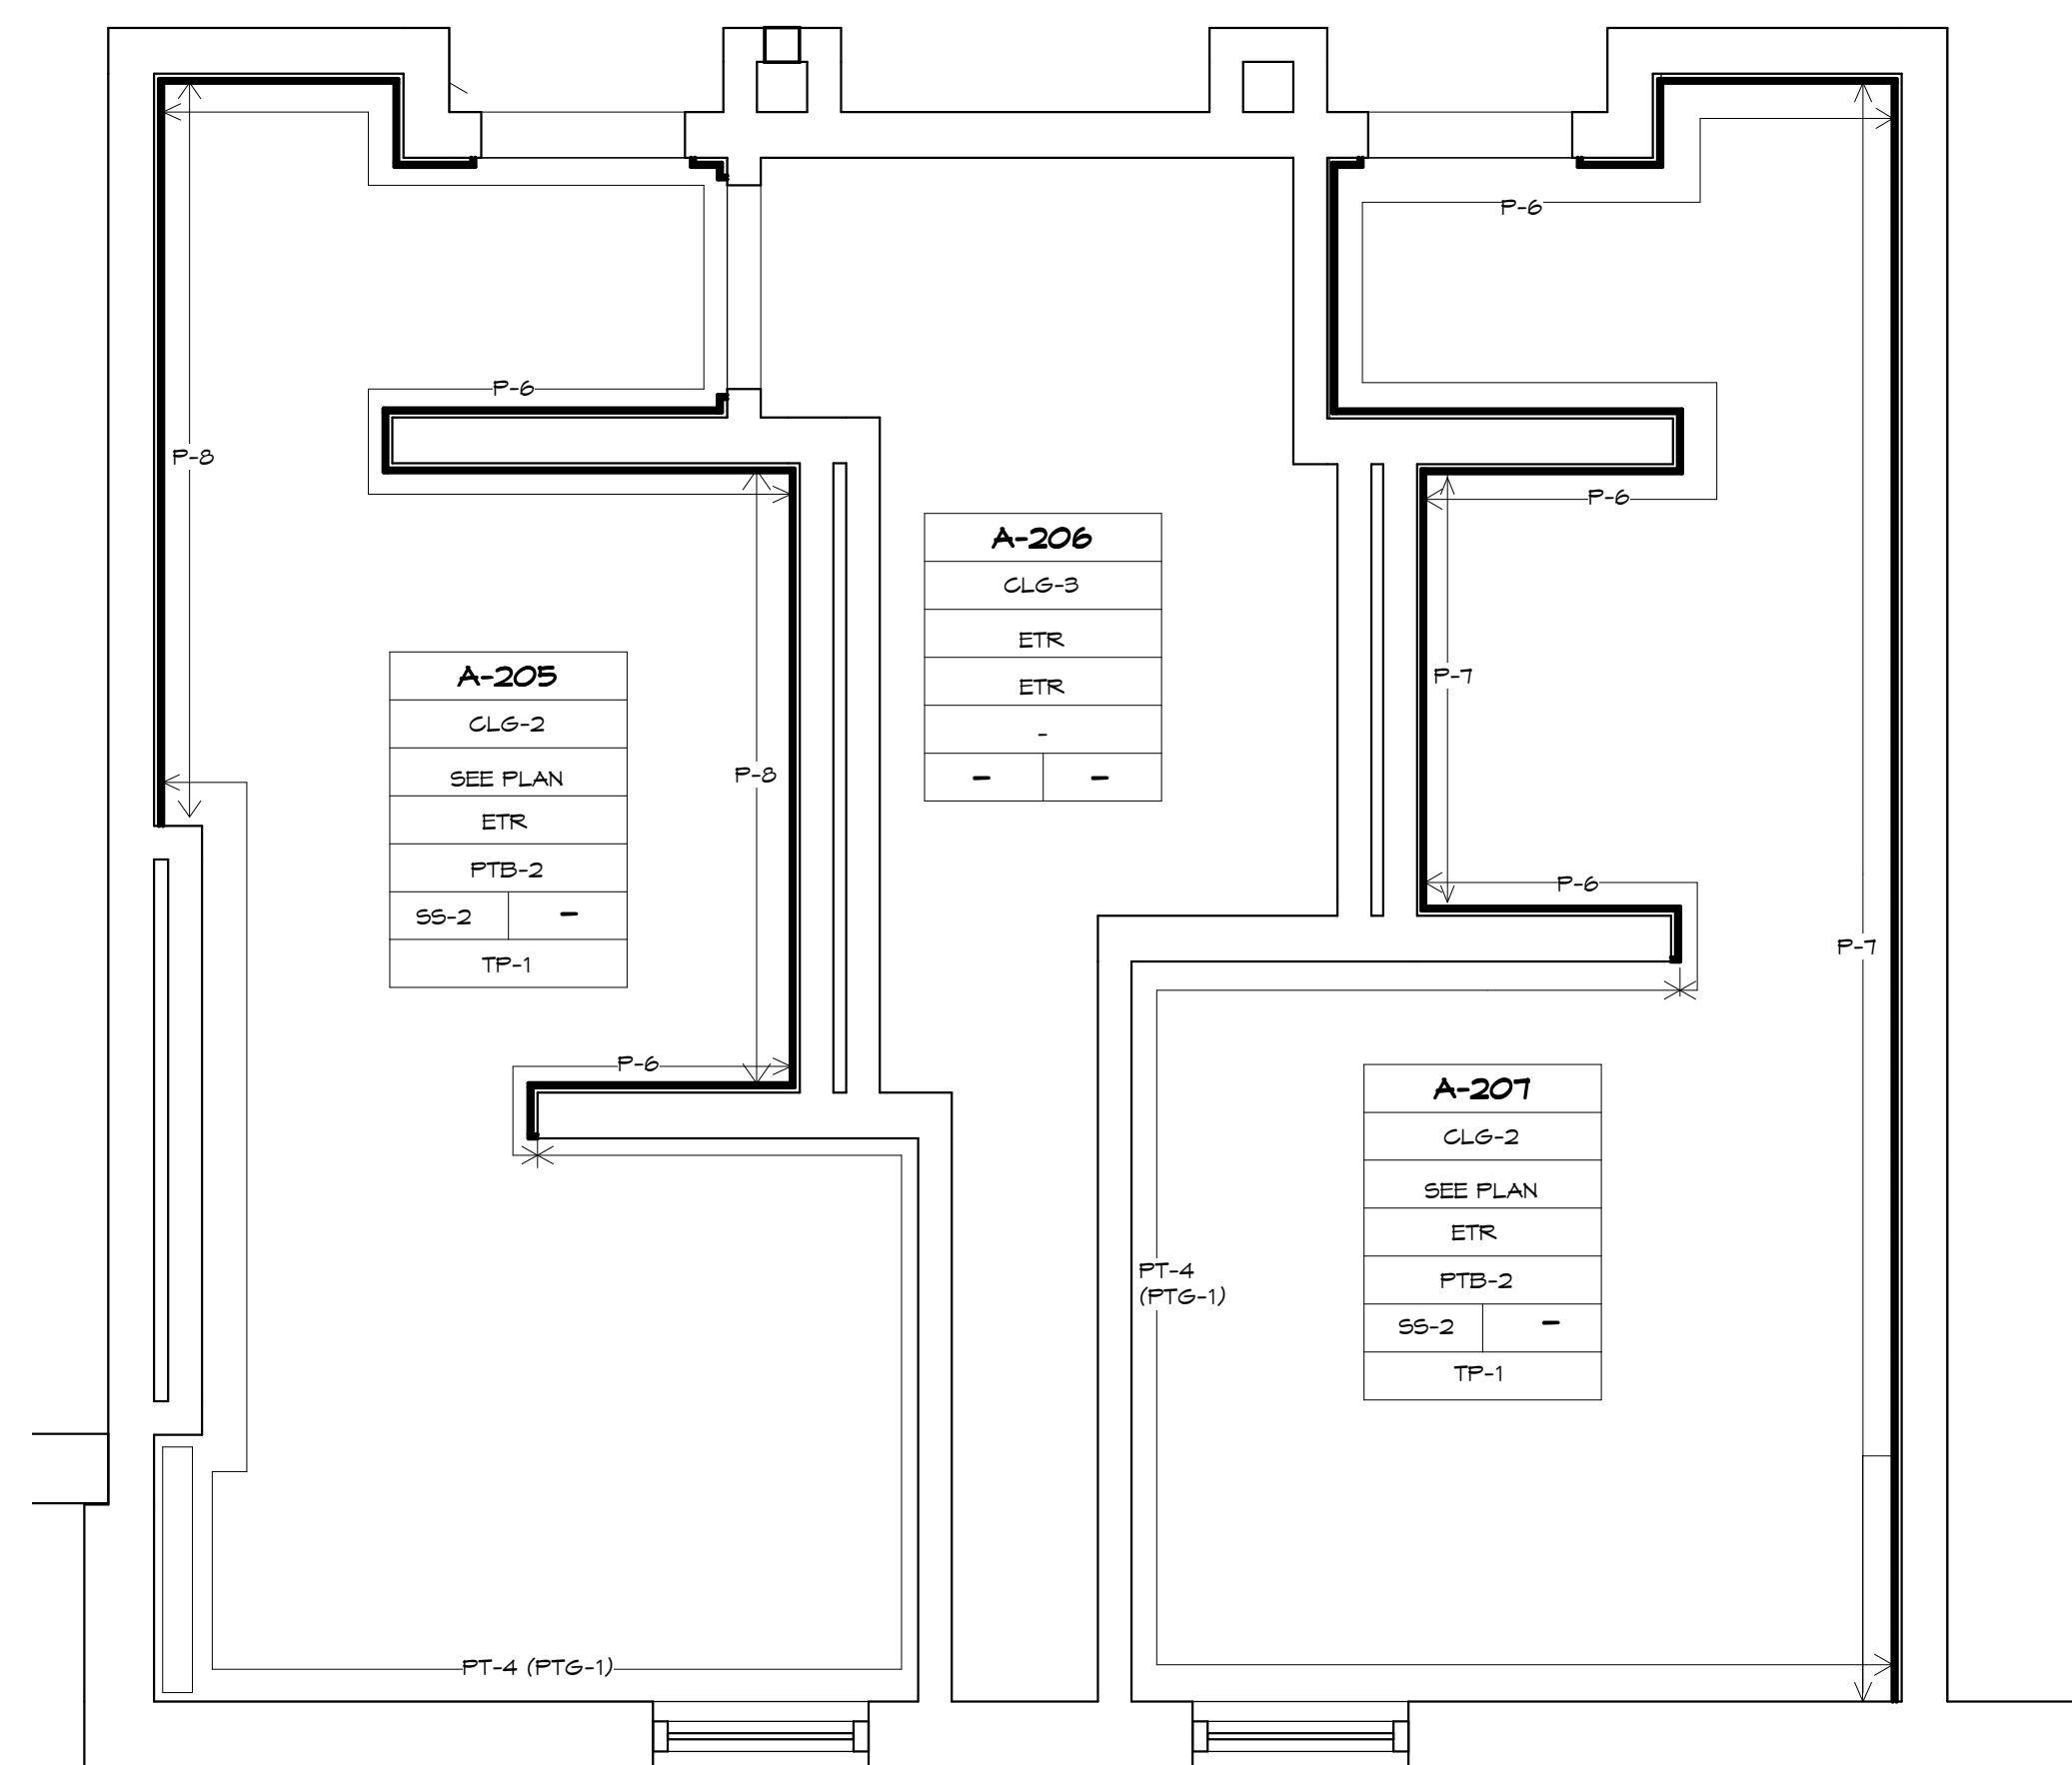 P-6
P-6
P-8
P-6
A-206
CLG-3
ETR
ETR
-
- -
A-205
CLG-2
SEE PLAN
ETR
PTB-2
SS-2 -
TP-1
P-8
P-7
P-6
P-7
P-6
A-207
CLG-2
SEE PLAN
ETR
PTB-2
SS-2 -
TP-1
PT-4
(PTG-1)
PT-4 (PTG-1)